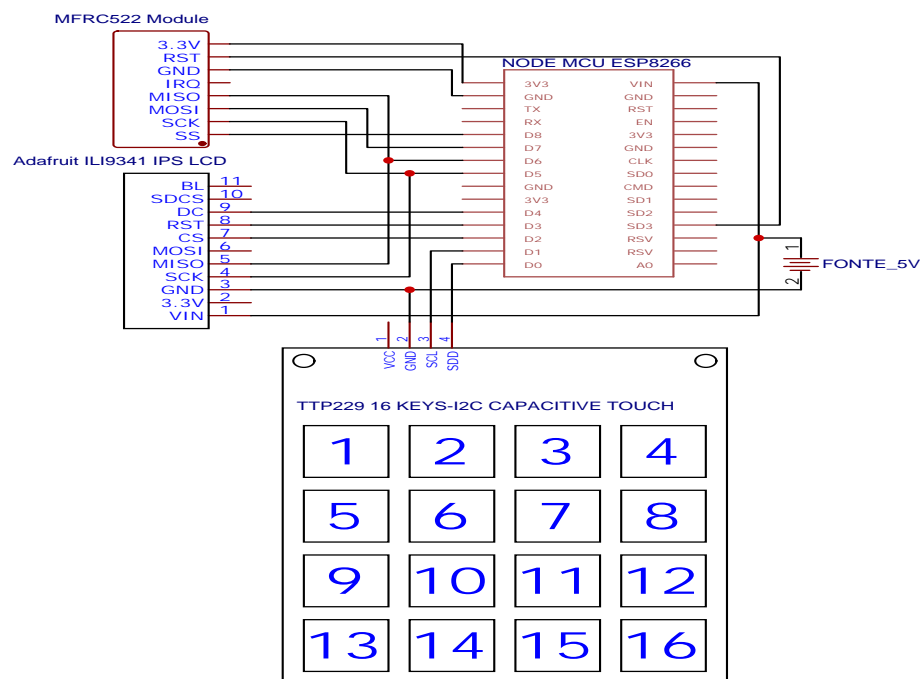 MFRC522 Module
3.3V
RST
GND
IRQ
MISO
MOSI
SCK
SS
Adafruit ILI9341 IPS LCD
BL 11
SDCS 10
DC 9
RST 8
CS 7
MOSI 6
MISO 5
SCK 4
GND 3
3.3V 2
VIN 1
NODE MCU ESP8266
3V3 VIN
GND GND
TX RST
RX EN
D8 3V3
D7 GND
D6 CLK
D5 SD0
GND CMD
3V3 SD1
D4 SD2
D3 SD3
D2 RSV
D1 RSV
D0 A0
1
FONTE_5V
2
1 2 3 4
VCC GND SCL SDD
TTP229 16 KEYS-I2C CAPACITIVE TOUCH
1 2 3 4
5 6 7 8
9 10 11 12
13 14 15 16